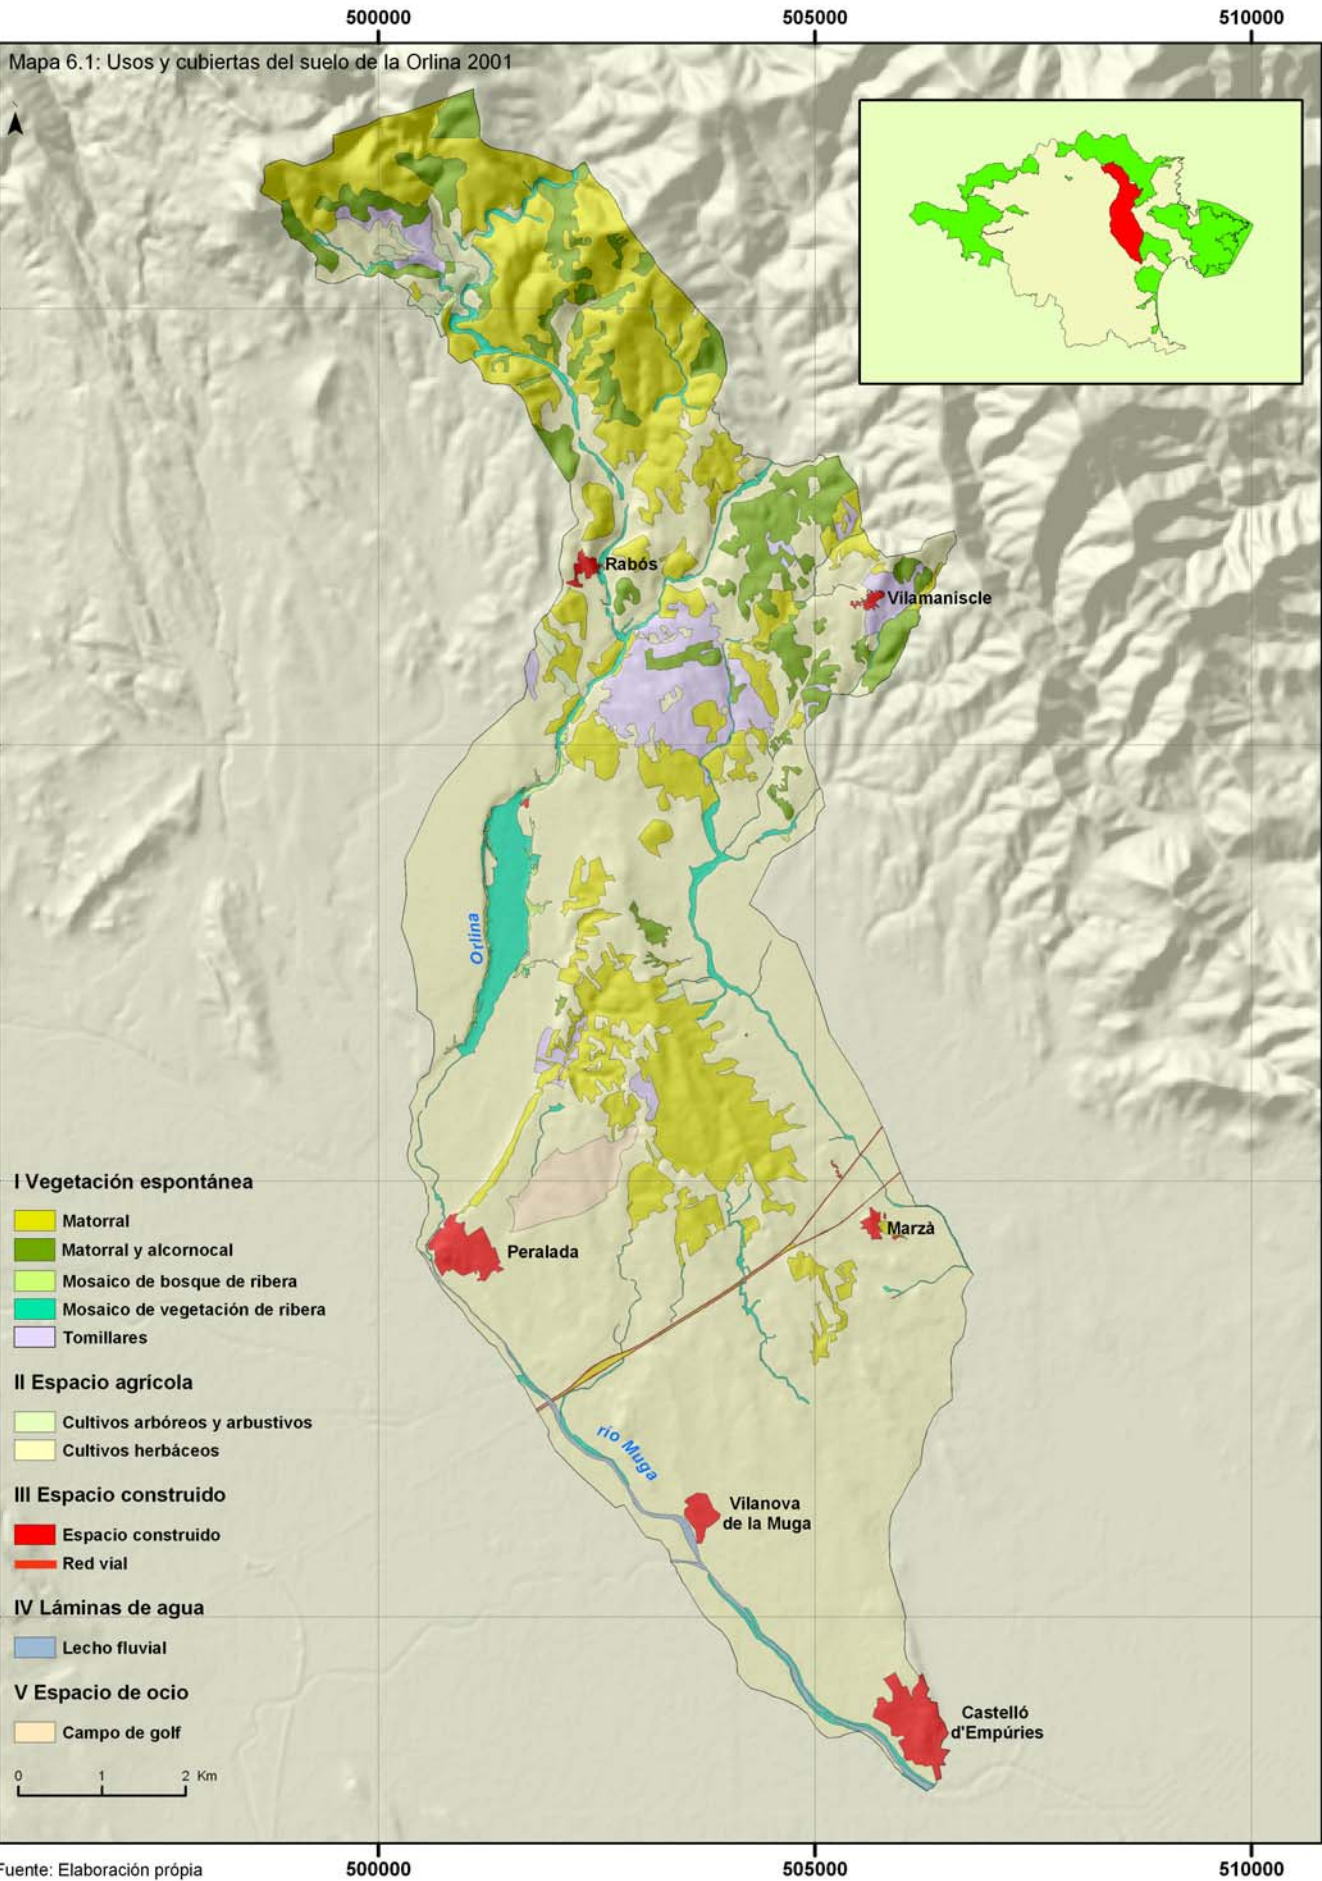 500000
505000
510000
Mapa 6.1: Usos y cubiertas del suelo de la Orlina 2001
Rabós
Vilamaniscle
Orlina
Peralada
Marzà
río Muga
Vilanova
de la Muga
Castelló
d'Empúries
I Vegetación espontánea
Matorral
Matorral y alcornocal
Mosaico de bosque de ribera
Mosaico de vegetación de ribera
Tomillares
II Espacio agrícola
Cultivos arbóreos y arbustivos
Cultivos herbáceos
III Espacio construido
Espacio construido
Red vial
IV Láminas de agua
Lecho fluvial
V Espacio de ocio
Campo de golf
0 1 2 Km
500000
505000
510000
Fuente: Elaboración própia